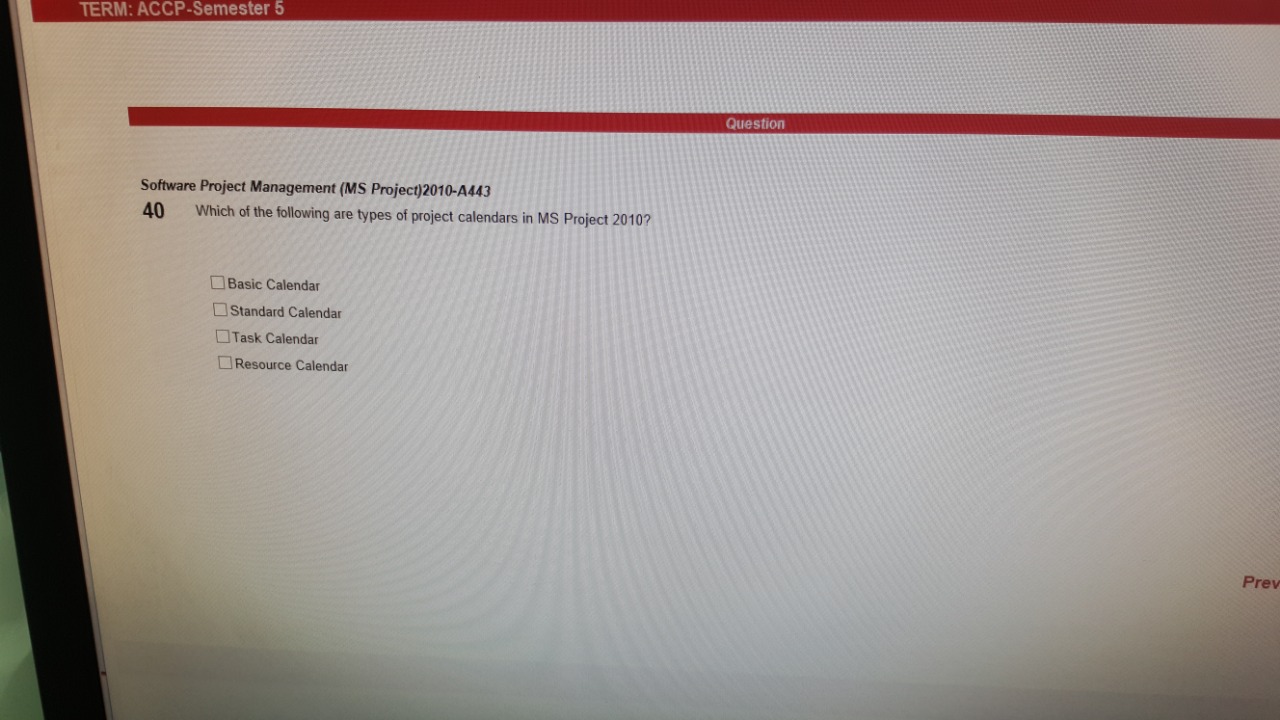 TERM: ACCP-Semester 5
Question
Software Project Management (MS Project)2010-A443
40 Which of the following are types of project calendars in MS Project 2010?
Basic Calendar
Standard Calendar
Task Calendar
Resource Calendar
Prev